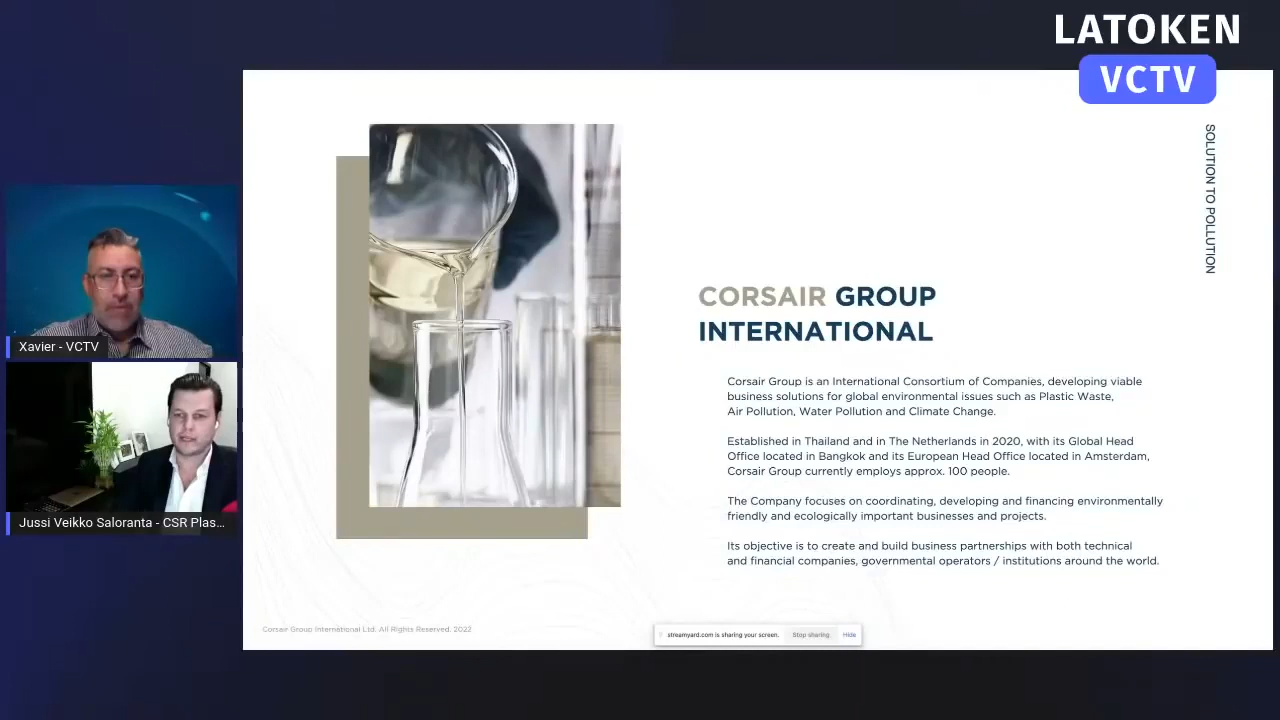 LATOKEN
VCTV
SOLUTION TO POLLUTION
Xavier - VCTV
Jussi Veikko Saloranta - CSR Plas...
CORSAIR GROUP
INTERNATIONAL
Corsair Group is an International Consortium of Companies, developing viable
business solutions for global environmental issues such as Plastic Waste,
Air Pollution, Water Pollution and Climate Change.
Established in Thailand and in The Netherlands in 2020, with its Global Head
Office located in Bangkok and its European Head Office located in Amsterdam,
Corsair Group currently employs approx. 100 people.
The Company focuses on coordinating, developing and financing environmentally
friendly and ecologically important businesses and projects.
Its objective is to create and build business partnerships with both technical
and financial companies, governmental operators / institutions around the world.
Corsair Group International Ltd. All Rights Reserved. 2022
streamyard.com is sharing your screen. Stop sharing Hide